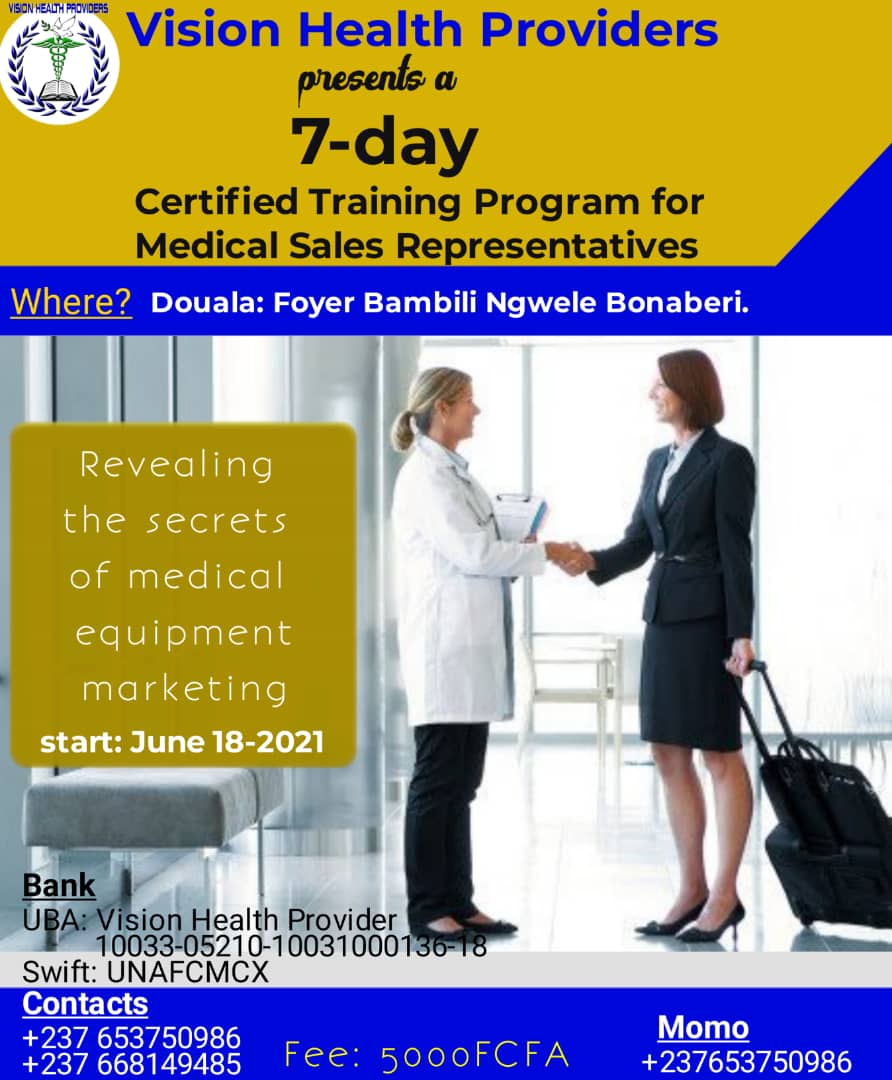 VISION HEALTH PROVIDERS
Vision Health Providers
presents a
7-day
Certified Training Program for
Medical Sales Representatives
Where? Douala: Foyer Bambili Ngwele Bonaberi.
Revealing
the secrets
of medical
equipment
marketing
start: June 18-2021
Bank
UBA: Vision Health Provider
10033-05210-10031000136-18
Swift: UNAFCMCX
Contacts
+237 653750986
+237 668149485
Fee: 5000FCFA
Momo
+237653750986